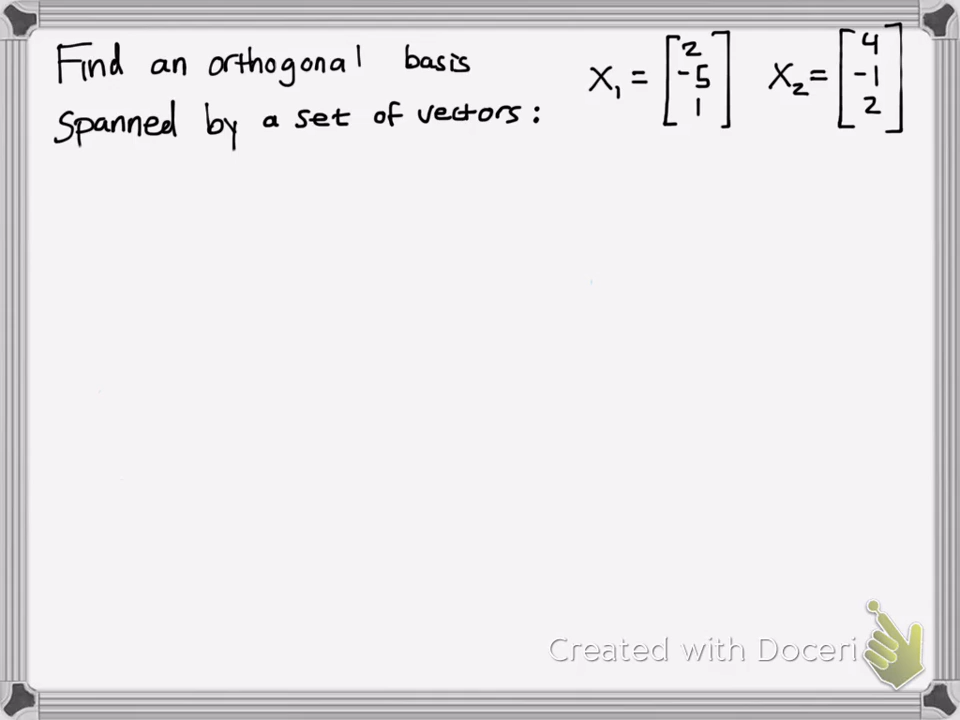 Find an orthogonal basis
spanned by a set of vectors:
X₁ = [2 -5 1]
X₂ = [4 -1 2]
Created with Doceri